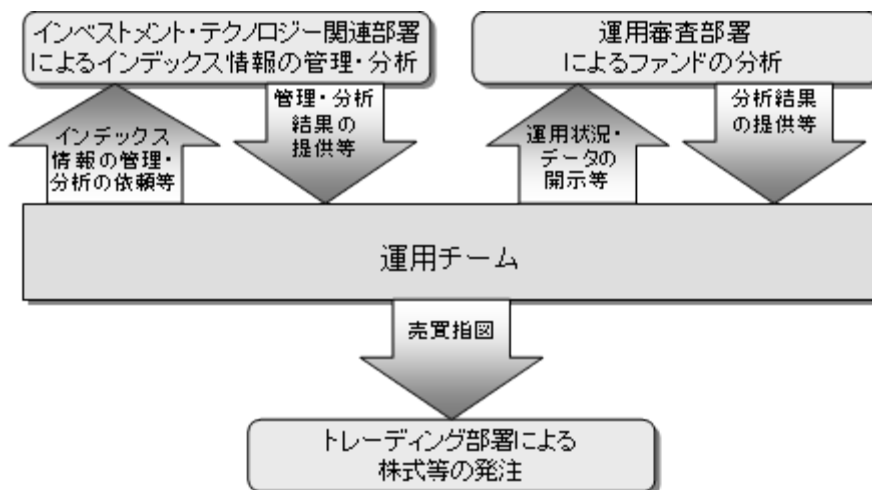 インベストメント・テクノロジー関連部署
によるインデックス情報の管理・分析
運用審査部署
によるファンドの分析
インデックス
情報の管理・
分析の依頼等
管理・分析
結果の
提供等
運用状況・
データの
開示等
分析結果
の提供等
運用チーム
売買指図
トレーディング部署による
株式等の発注